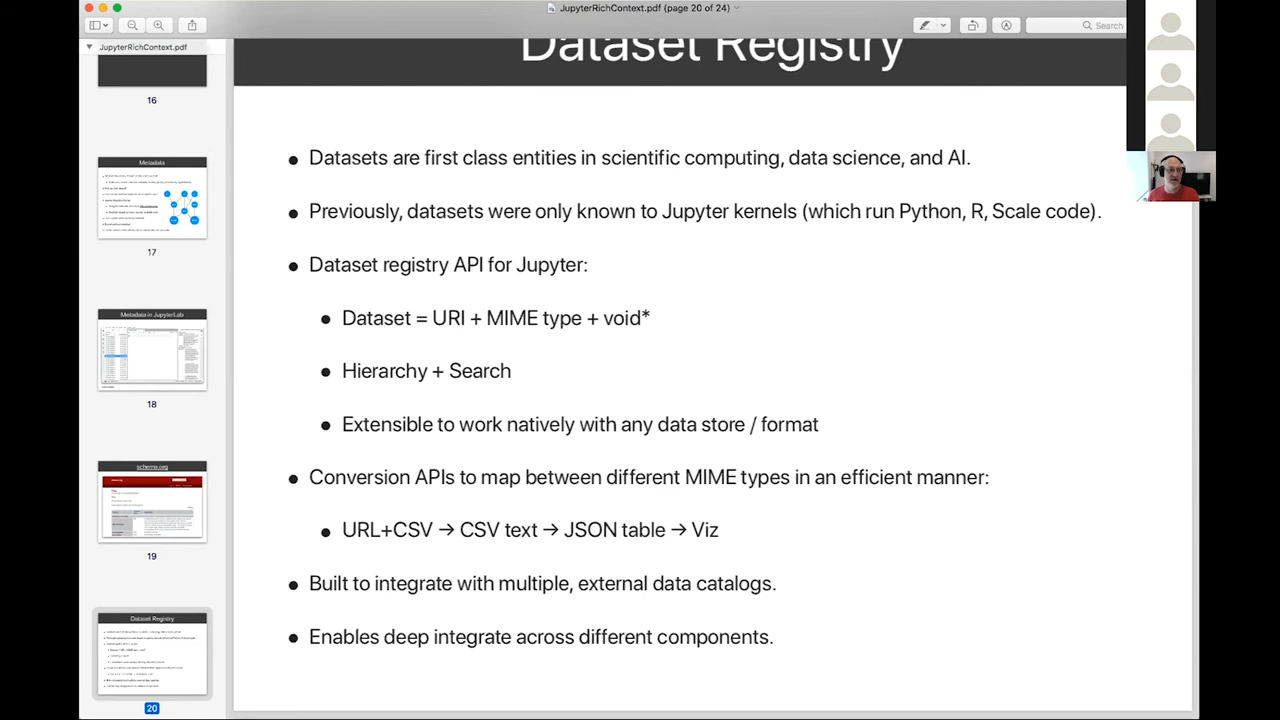 JupyterRichContext.pdf (page 20 of 24)
Search
JupyterRichContext.pdf
16
Metadata
17
Metadata in JupyterLab
18
schema.org
19
Dataset Registry
20
Dataset Registry
Datasets are first class entities in scientific computing, data science, and AI.
Previously, datasets were only known to Jupyter kernels (which run Python, R, Scale code).
Dataset registry API for Jupyter:
Dataset = URI + MIME type + void*
Hierarchy + Search
Extensible to work natively with any data store / format
Conversion APIs to map between different MIME types in an efficient manner:
URL+CSV → CSV text → JSON table → Viz
Built to integrate with multiple, external data catalogs.
Enables deep interate across different components.